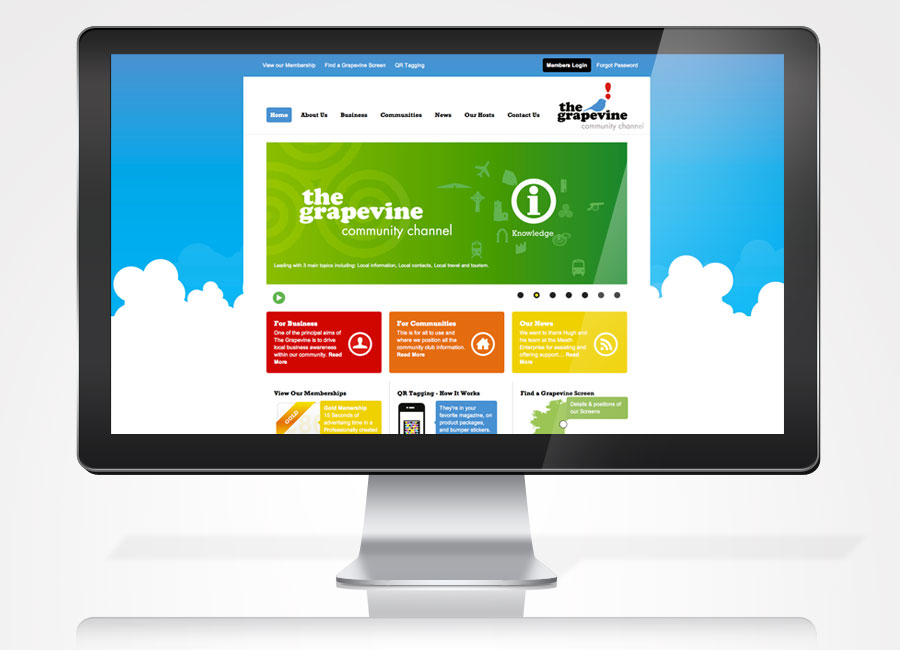 View our Membership Find a Grapevine Screen QR Tagging Members Login Forgot Password
Home About Us Business Communities News Our Hosts Contact Us
the
grapevine
community channel
the
grapevine
community channel
i
Knowledge
Leading with 3 main topics including: Local information, Local contacts, Local travel and tourism.
For Business
One of the principal aims of
The Grapevine is to drive
local business awareness
within our community. Read
More
For Communities
This is for all to use and
where we position all the
community club information.
Read More
Our News
We want to thank Hugh and
his team at the Meath
Enterprise for assisting and
offering support.... Read
More
View Our Memberships
GOLD
Gold Memership
15 Seconds of
advertising time in a
Professionally created
QR Tagging - How It Works
They're in your
favorite magazine, on
product packages,
and bumper stickers.
Find a Grapevine Screen
Details & positions of
our Screens